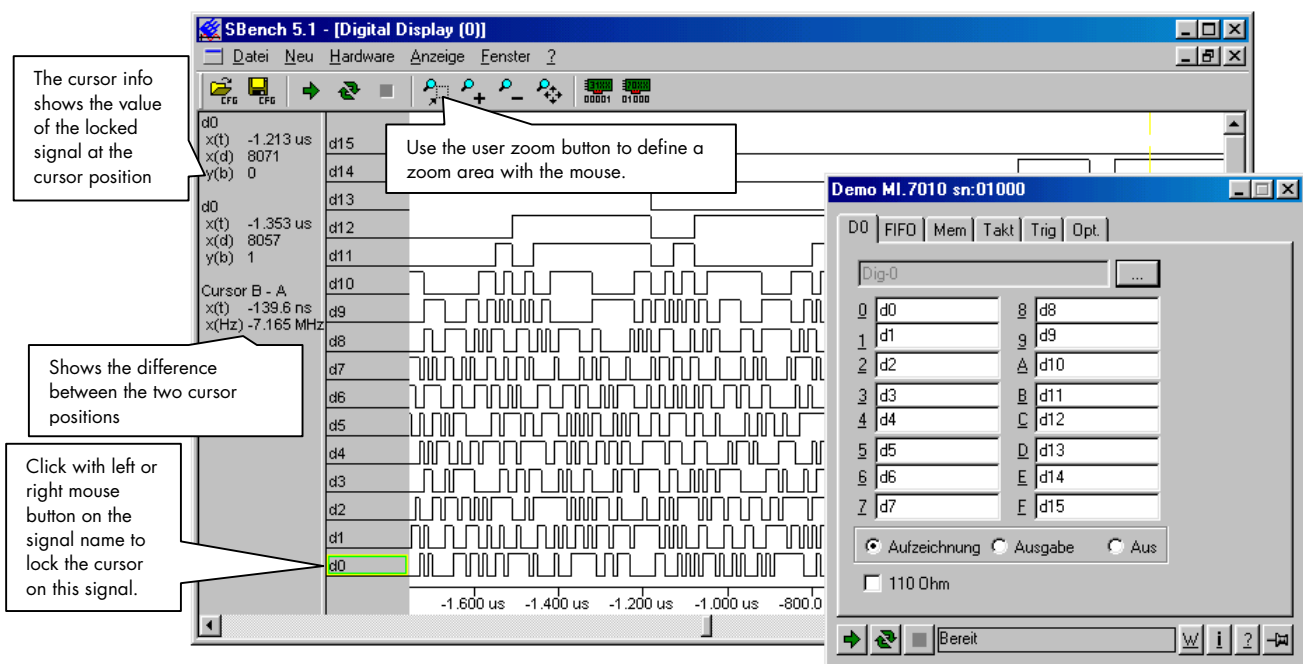 SBench 5.1 - [Digital Display (0)]
Datei Neu Hardware Anzeige Fenster ?
CFG CFG 31XX 00001 20XX 01000
The cursor info
shows the value
of the locked
signal at the
cursor position
Use the user zoom button to define a
zoom area with the mouse.
d0
x(t) -1.213 us
x(d) 8071
y(b) 0
d0
x(t) -1.353 us
x(d) 8057
y(b) 1
Cursor B - A
x(t) -139.6 ns
x(Hz) -7.165 MHz
Shows the difference
between the two cursor
positions
Click with left or
right mouse
button on the
signal name to
lock the cursor
on this signal.
d15
d14
d13
d12
d11
d10
d9
d8
d7
d6
d5
d4
d3
d2
d1
d0
-1.600 us -1.400 us -1.200 us -1.000 us -800.0
Demo MI.7010 sn:01000
D0 FIFO Mem Takt Trig Opt.
Dig-0 ...
0 d0 8 d8
1 d1 9 d9
2 d2 A d10
3 d3 B d11
4 d4 C d12
5 d5 D d13
6 d6 E d14
7 d7 F d15
Aufzeichnung Ausgabe Aus
110 Ohm
Bereit W i ?